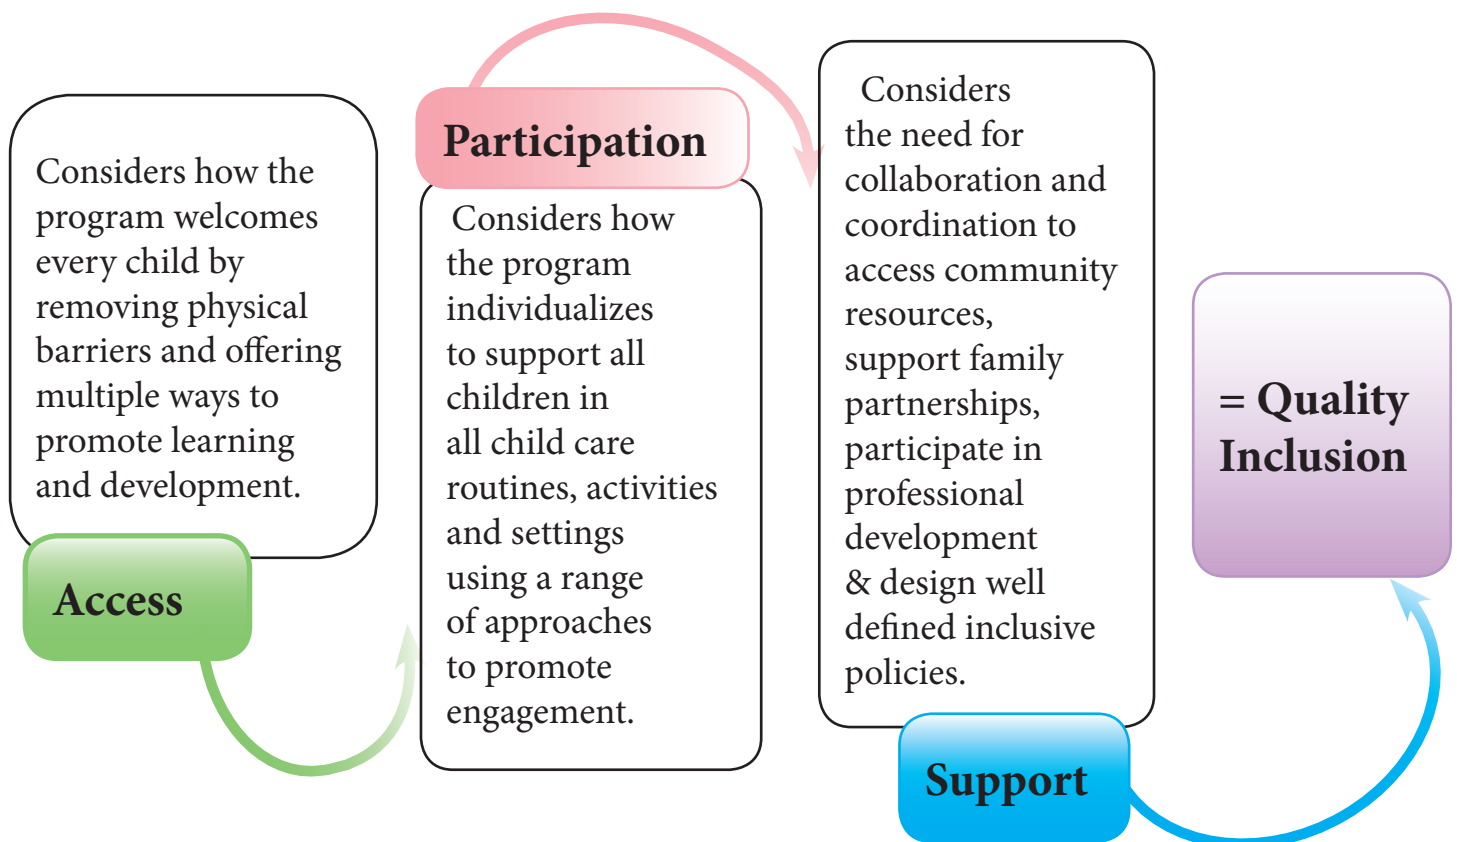 Considers how the
program welcomes
every child by
removing physical
barriers and offering
multiple ways to
promote learning
and development.
Access
Participation
Considers how
the program
individualizes
to support all
children in
all child care
routines, activities
and settings
using a range
of approaches
to promote
engagement.
Considers
the need for
collaboration and
coordination to
access community
resources,
support family
partnerships,
participate in
professional
development
& design well
defined inclusive
policies.
Support
= Quality
Inclusion